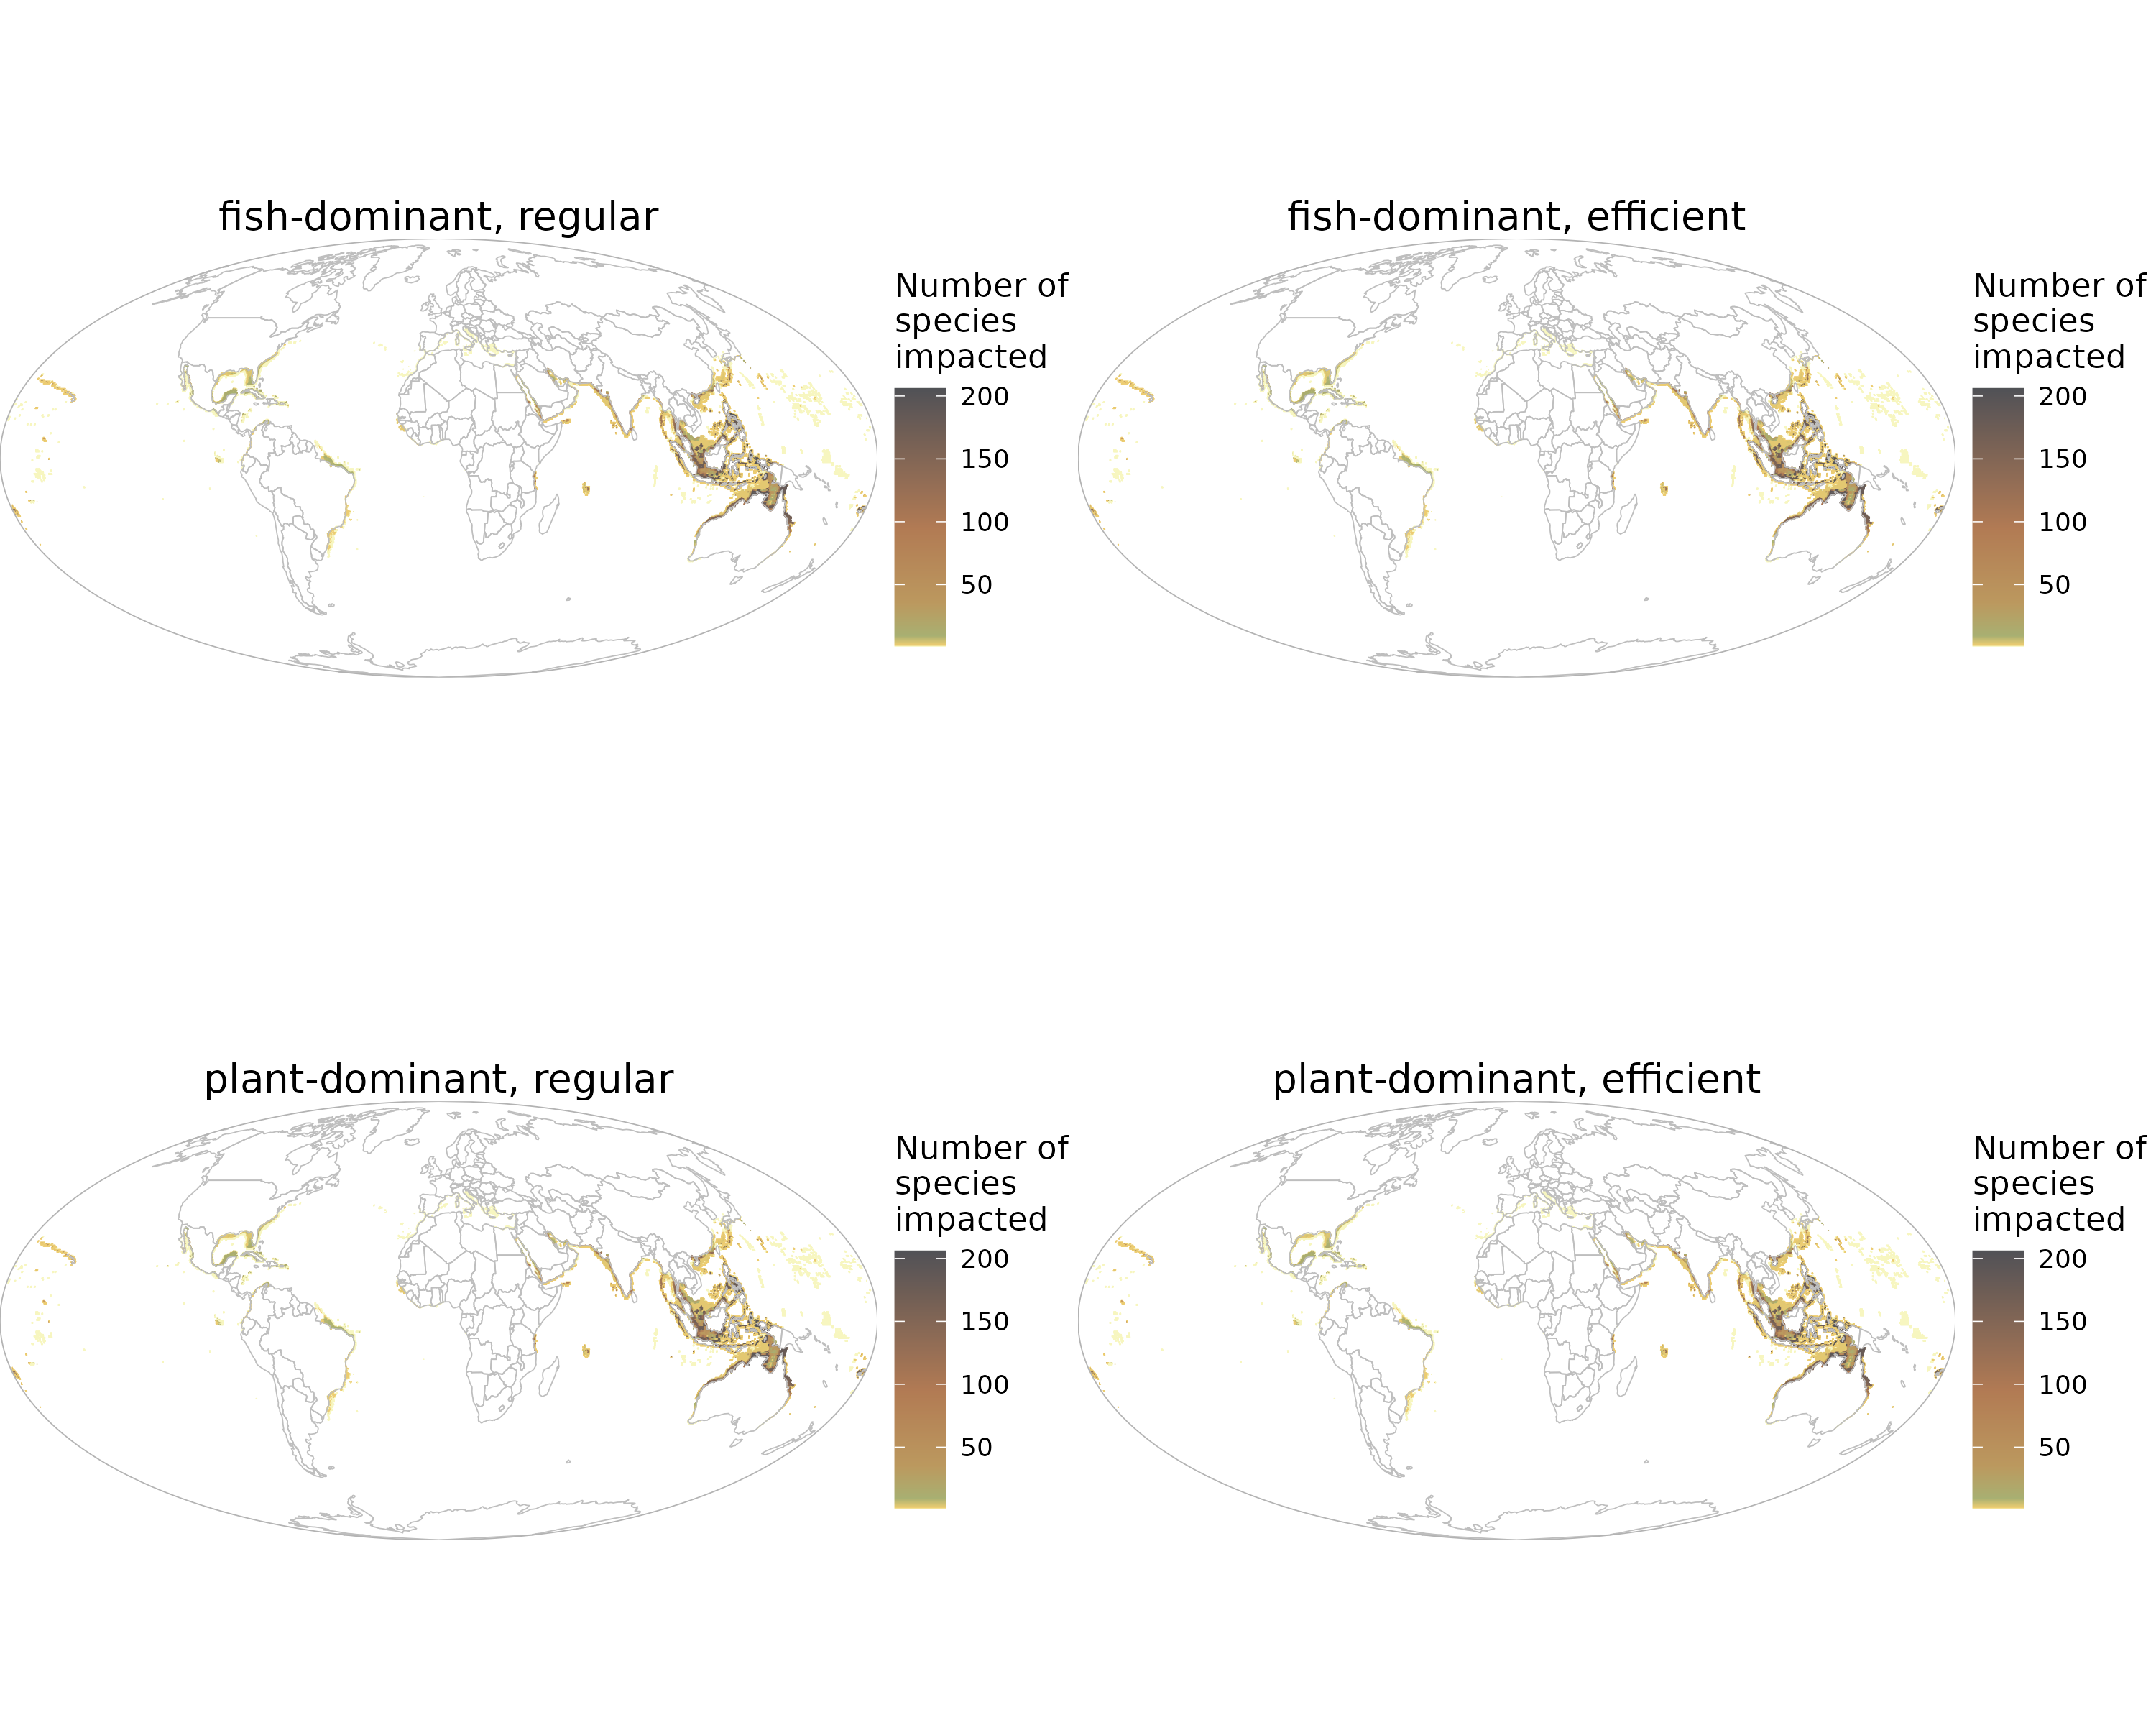 fish-dominant, regular
Number of
species
impacted
200
150
100
50
fish-dominant, efficient
Number of
species
impacted
200
150
100
50
plant-dominant, regular
Number of
species
impacted
200
150
100
50
plant-dominant, efficient
Number of
species
impacted
200
150
100
50